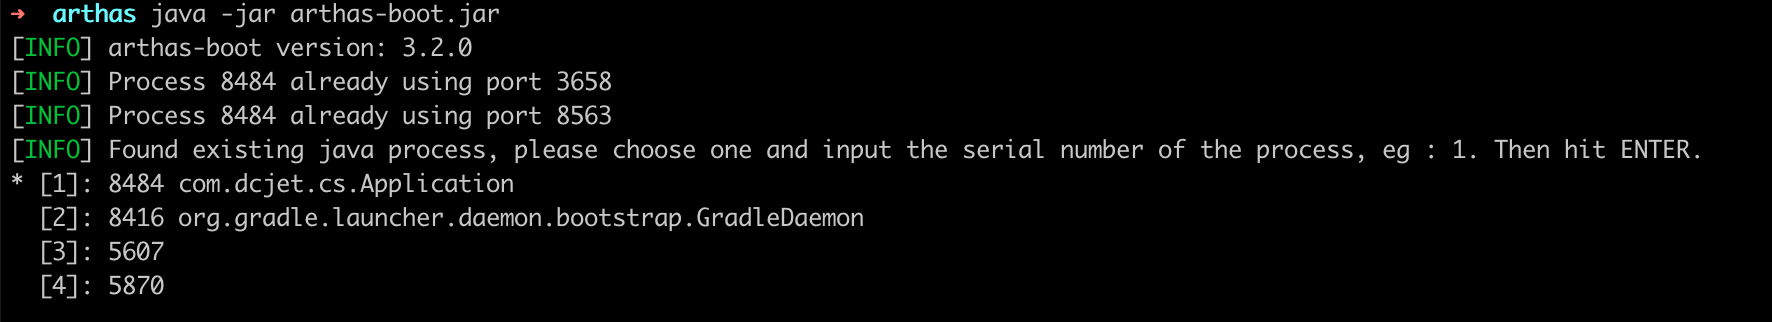 ➜  arthas java -jar arthas-boot.jar
[INFO] arthas-boot version: 3.2.0
[INFO] Process 8484 already using port 3658
[INFO] Process 8484 already using port 8563
[INFO] Found existing java process, please choose one and input the serial number of the process, eg : 1. Then hit ENTER.
* [1]: 8484 com.dcjet.cs.Application
  [2]: 8416 org.gradle.launcher.daemon.bootstrap.GradleDaemon
  [3]: 5607
  [4]: 5870